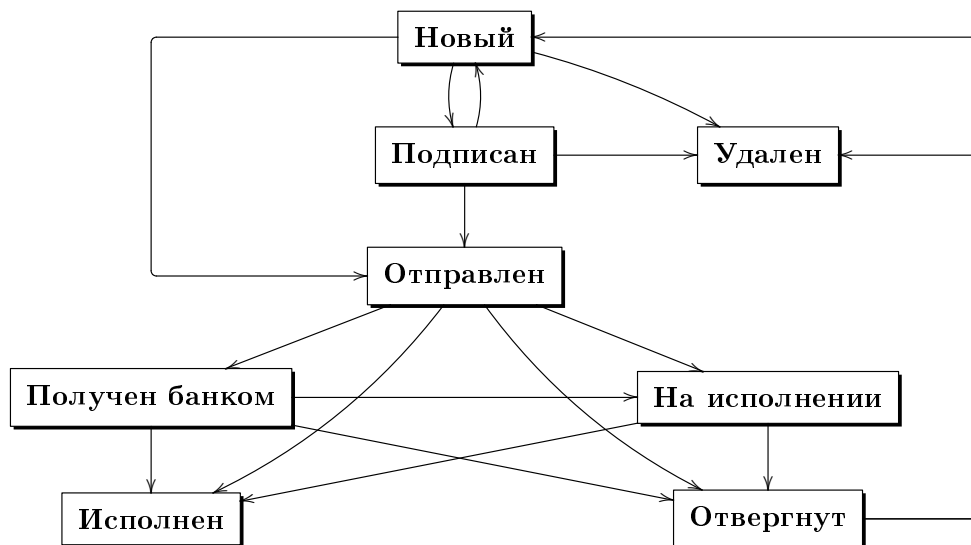 Новый
Подписан
Удален
Отправлен
Получен банком
На исполнении
Исполнен
Отвергнут